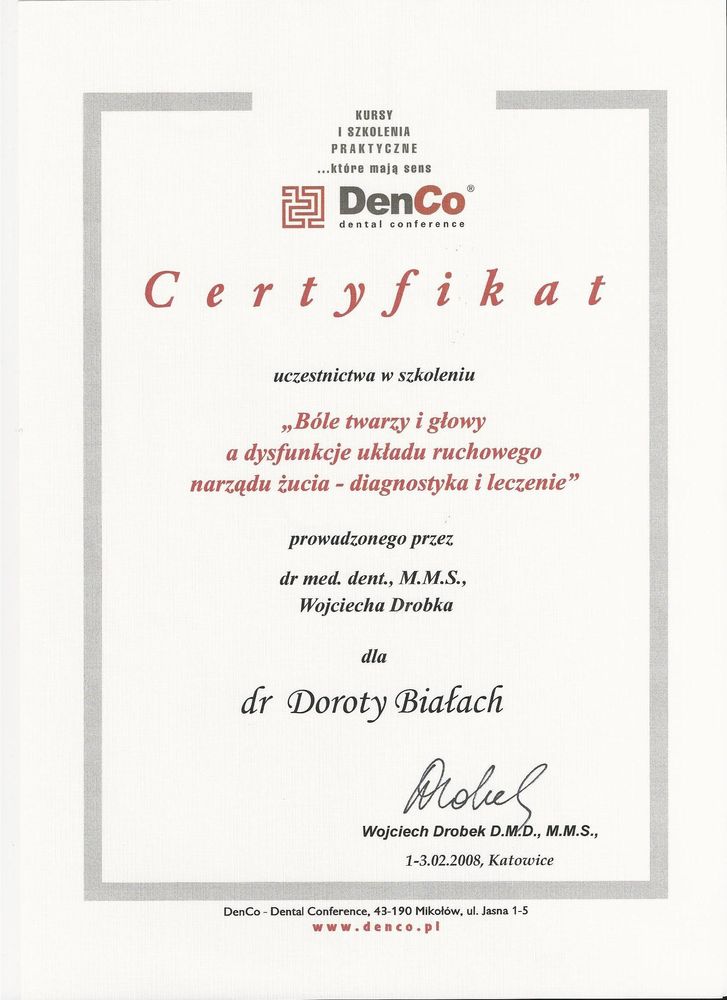 KURSY
I SZKOLENIA
PRAKTYCZNE
...które mają sens
DenCo®
dental conference
Certyfikat
uczestnictwa w szkoleniu
„Bóle twarzy i głowy
a dysfunkcje układu ruchowego
narządu żucia - diagnostyka i leczenie”
prowadzonego przez
dr med. dent., M.M.S.,
Wojciecha Drobka
dla
dr Doroty Białach
Drobek
Wojciech Drobek D.M.D., M.M.S.,
1-3.02.2008, Katowice
DenCo - Dental Conference, 43-190 Mikołów, ul. Jasna 1-5
www.denco.pl